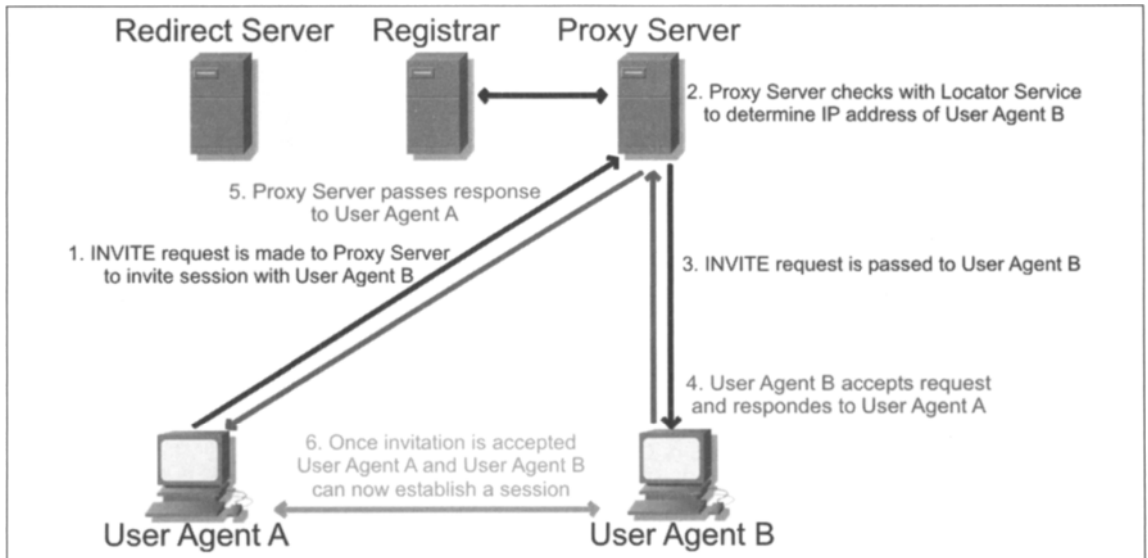 Redirect Server
Registrar
Proxy Server
2. Proxy Server checks with Locator Service
to determine IP address of User Agent B
5. Proxy Server passes response
to User Agent A
1. INVITE request is made to Proxy Server
to invite session with User Agent B
3. INVITE request is passed to User Agent B
4. User Agent B accepts request
and respondes to User Agent A
6. Once invitation is accepted
User Agent A and User Agent B
can now establish a session
User Agent A
User Agent B